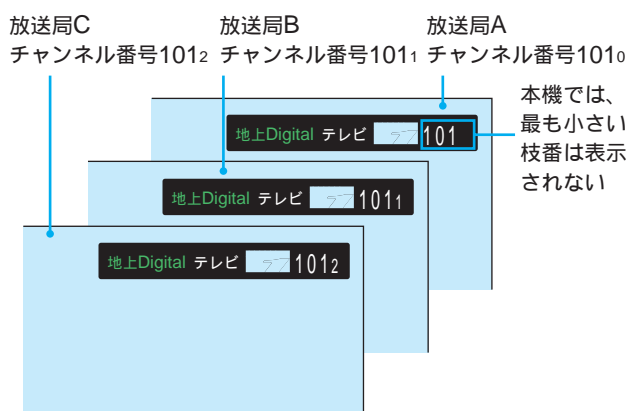 放送局C
チャンネル番号101₂
放送局B
チャンネル番号101₁
放送局A
チャンネル番号101₀
本機では、
最も小さい
枝番は表示
されない
地上Digital テレビ 101
地上Digital テレビ 101₁
地上Digital テレビ 101₂